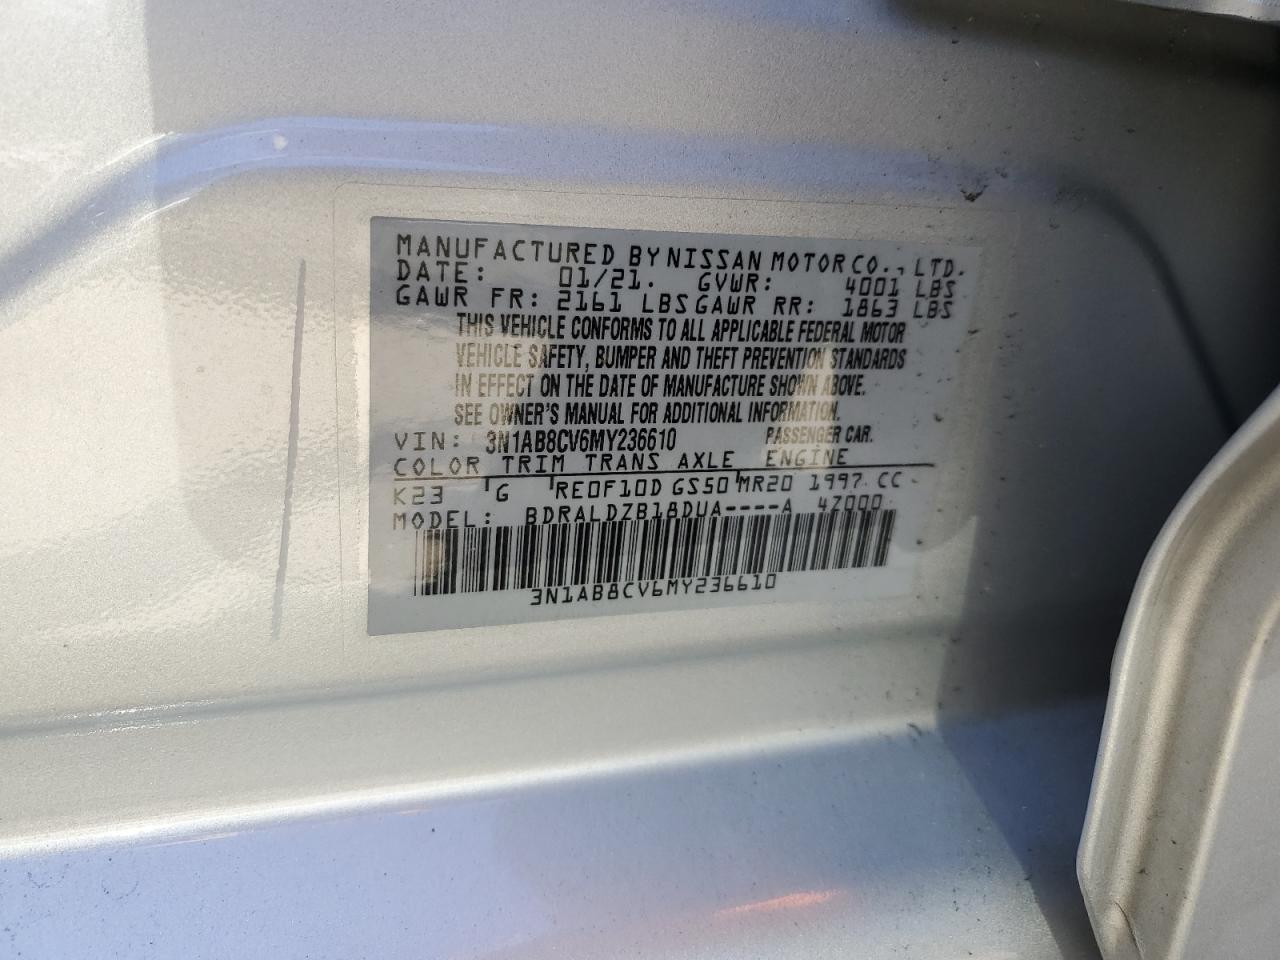 MANUFACTURED BY NISSAN MOTOR CO., LTD.
DATE: 01/21. GVWR: 4001 LBS
GAWR FR: 2161 LBS GAWR RR: 1863 LBS
THIS VEHICLE CONFORMS TO ALL APPLICABLE FEDERAL MOTOR
VEHICLE SAFETY, BUMPER AND THEFT PREVENTION STANDARDS
IN EFFECT ON THE DATE OF MANUFACTURE SHOWN ABOVE.
SEE OWNER'S MANUAL FOR ADDITIONAL INFORMATION.
VIN: 3N1AB8CV6MY236610 PASSENGER CAR.
COLOR TRIM TRANS AXLE ENGINE
K23 G RE0F10D GS50 MR20 1997 CC
MODEL: BDRALDZB18DUA----A 4Z000
3N1AB8CV6MY236610